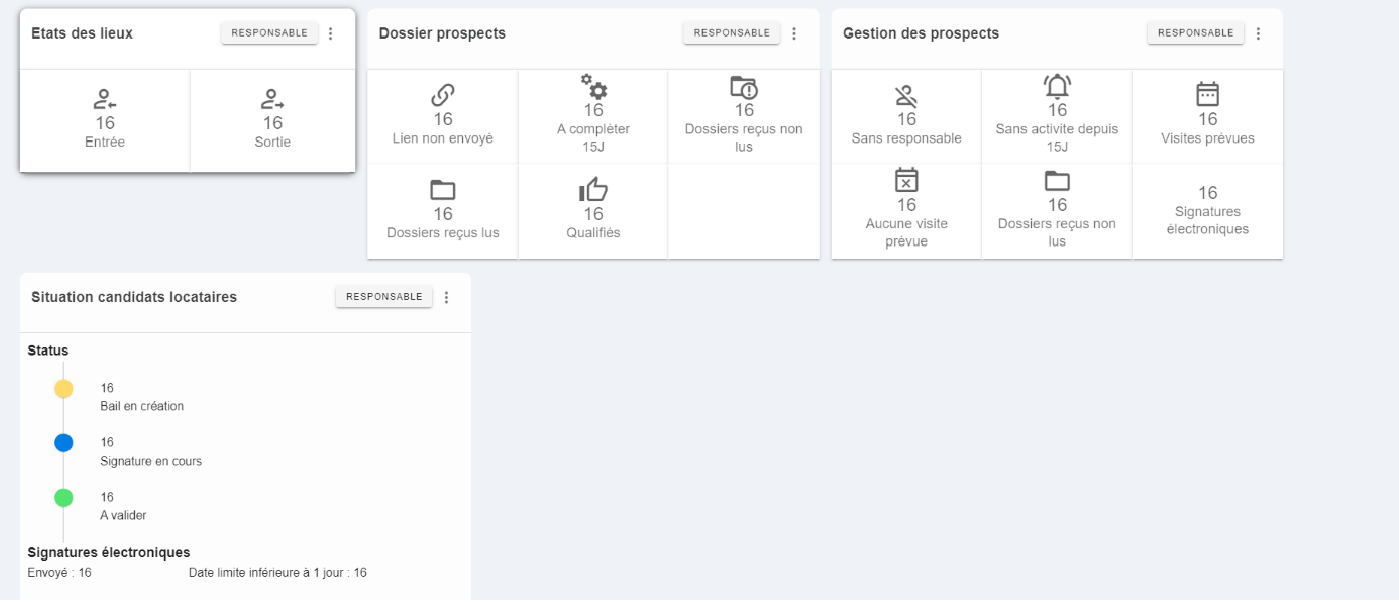 Etats des lieux
RESPONSABLE
16
Entrée
16
Sortie
Dossier prospects
RESPONSABLE
16
Lien non envoyé
16
A compléter
15J
16
Dossiers reçus non
lus
16
Dossiers reçus lus
16
Qualifiés
Gestion des prospects
RESPONSABLE
16
Sans responsable
16
Sans activite depuis
15J
16
Visites prévues
16
Aucune visite
prévue
16
Dossiers reçus non
lus
16
Signatures
électroniques
Situation candidats locataires
RESPONSABLE
Status
16
Bail en création
16
Signature en cours
16
A valider
Signatures électroniques
Envoyé : 16
Date limite inférieure à 1 jour : 16